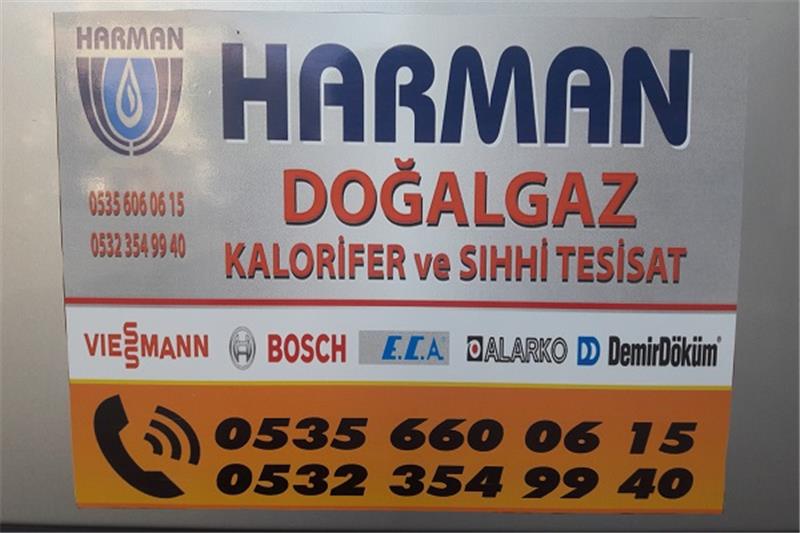 HARMAN
HARMAN
DOĞALGAZ
0535 606 06 15
0532 354 99 40
KALORİFER ve SIHHİ TESİSAT
VIESSMANN BOSCH E.C.A. ALARKO DemirDöküm
0535 660 06 15
0532 354 99 40